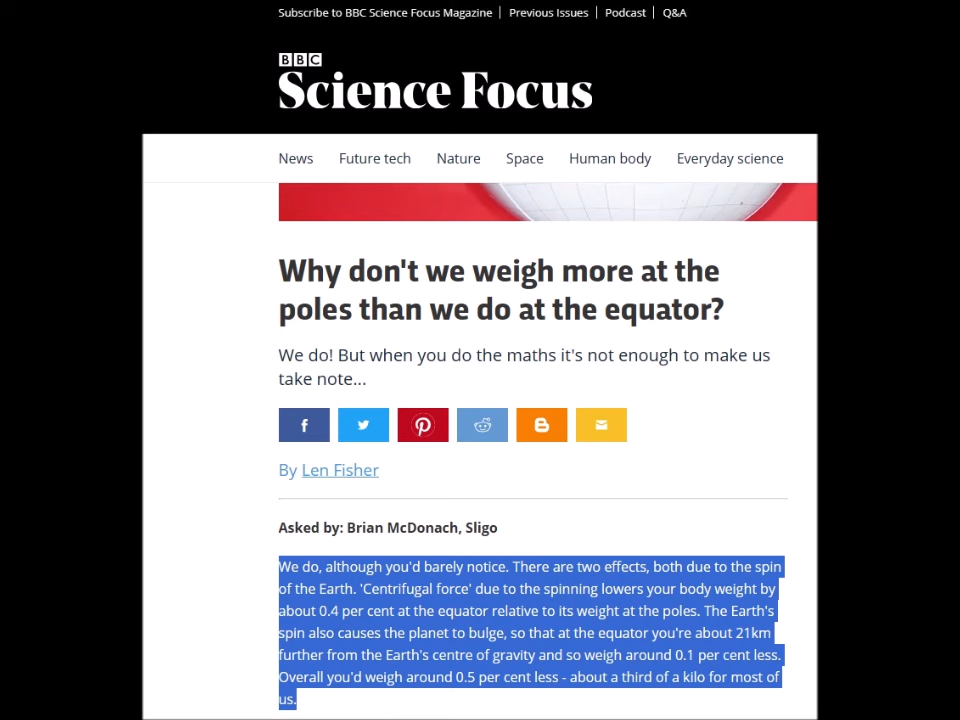 Subscribe to BBC Science Focus Magazine | Previous Issues | Podcast | Q&A
BBC
Science Focus
News Future tech Nature Space Human body Everyday science
Why don't we weigh more at the
poles than we do at the equator?
We do! But when you do the maths it's not enough to make us
take note...
By Len Fisher
Asked by: Brian McDonach, Sligo
We do, although you'd barely notice. There are two effects, both due to the spin
of the Earth. 'Centrifugal force' due to the spinning lowers your body weight by
about 0.4 per cent at the equator relative to its weight at the poles. The Earth's
spin also causes the planet to bulge, so that at the equator you're about 21km
further from the Earth's centre of gravity and so weigh around 0.1 per cent less.
Overall you'd weigh around 0.5 per cent less - about a third of a kilo for most of
us.